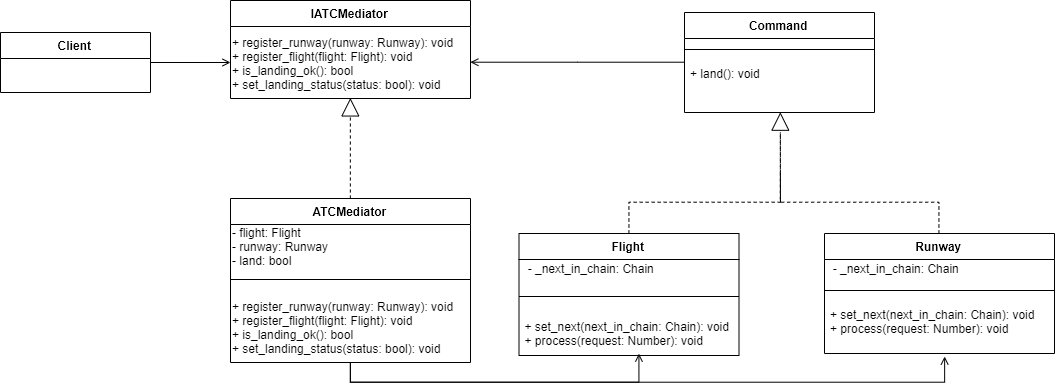 Client
IATCMediator
+ register_runway(runway: Runway): void
+ register_flight(flight: Flight): void
+ is_landing_ok(): bool
+ set_landing_status(status: bool): void
Command
+ land(): void
ATCMediator
- flight: Flight
- runway: Runway
- land: bool
+ register_runway(runway: Runway): void
+ register_flight(flight: Flight): void
+ is_landing_ok(): bool
+ set_landing_status(status: bool): void
Flight
- _next_in_chain: Chain
+ set_next(next_in_chain: Chain): void
+ process(request: Number): void
Runway
- _next_in_chain: Chain
+ set_next(next_in_chain: Chain): void
+ process(request: Number): void